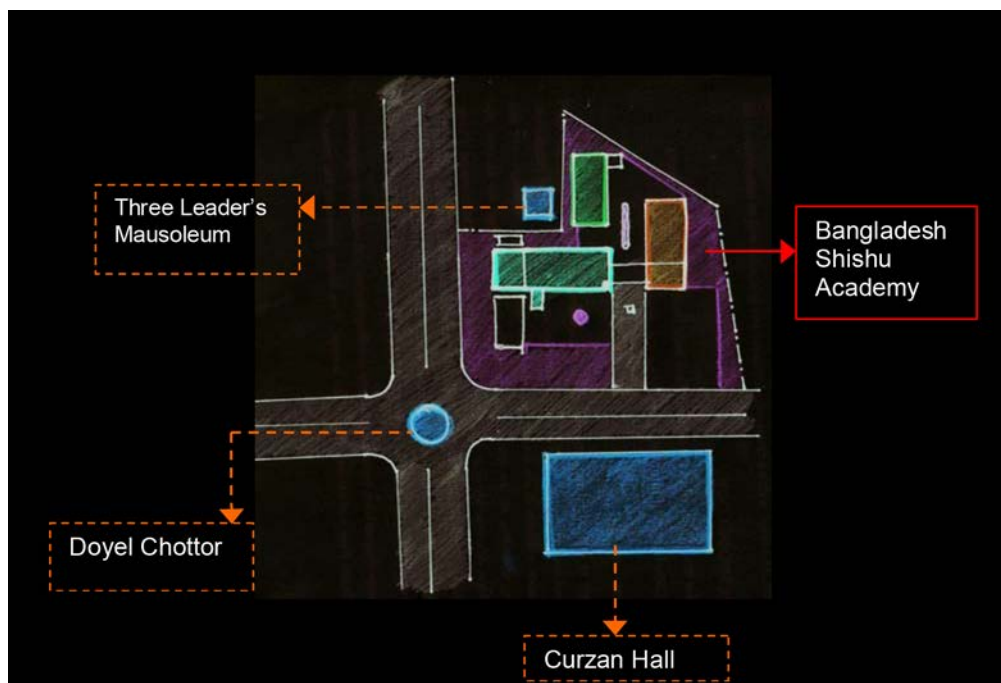 Three Leader's
Mausoleum
Bangladesh
Shishu
Academy
Doyel Chottor
Curzan Hall